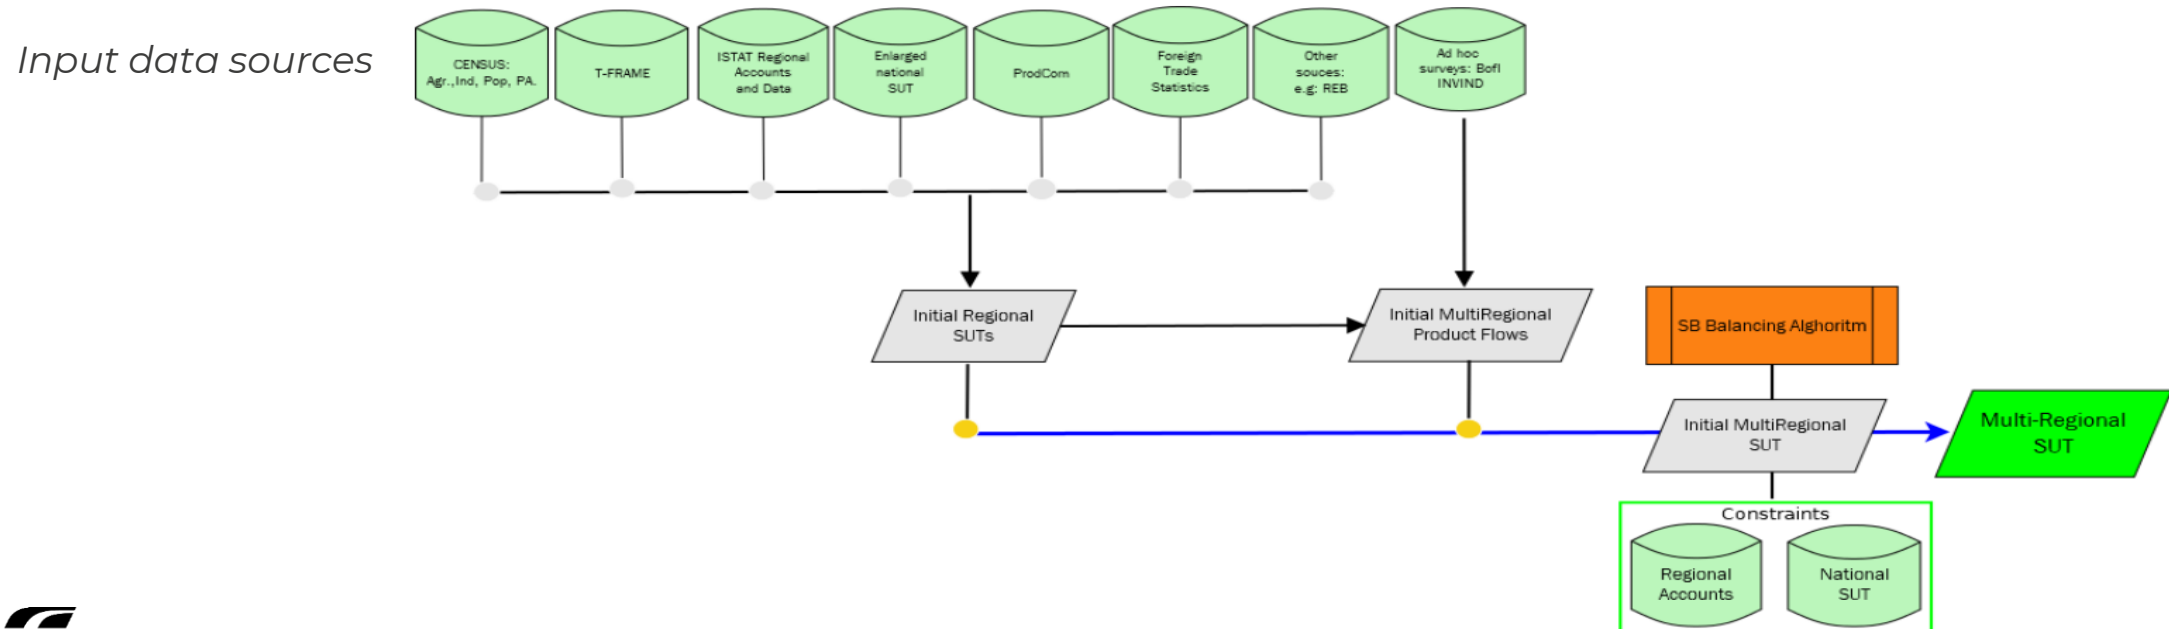 Input data sources
CENSUS:
Agr.,Ind, Pop, PA.
T-FRAME
ISTAT Regional
Accounts
and Data
Enlarged
national
SUT
ProdCom
Foreign
Trade
Statistics
Other
souces:
e.g: REB
Ad hoc
surveys: BofI
INVIND
Initial Regional
SUTs
Initial MultiRegional
Product Flows
SB Balancing Alghoritm
Initial MultiRegional
SUT
Multi-Regional
SUT
Constraints
Regional
Accounts
National
SUT